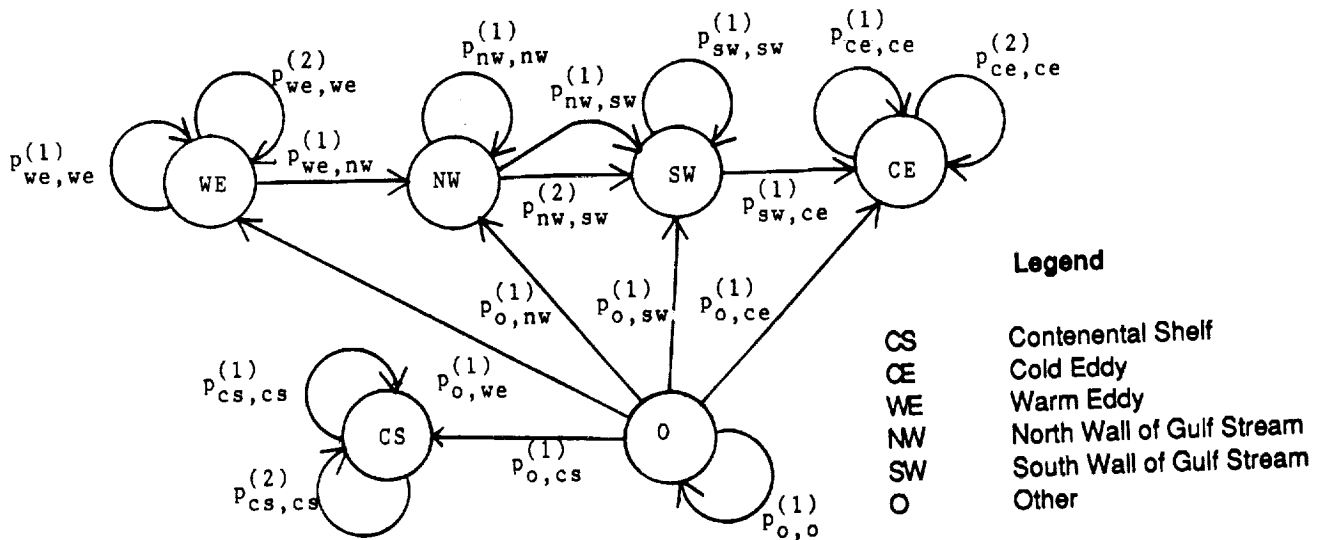 p^{(1)}_{nw,nw}
p^{(1)}_{sw,sw}
p^{(1)}_{ce,ce}
p^{(2)}_{ce,ce}
p^{(2)}_{we,we}
p^{(1)}_{nw,sw}
p^{(1)}_{we,we}
p^{(1)}_{we,nw}
WE
NW
SW
CE
p^{(2)}_{nw,sw}
p^{(1)}_{sw,ce}
p^{(1)}_{o,nw}
p^{(1)}_{o,sw}
p^{(1)}_{o,ce}
p^{(1)}_{cs,cs}
p^{(1)}_{o,we}
CS
O
p^{(2)}_{cs,cs}
p^{(1)}_{o,cs}
p^{(1)}_{o,o}
Legend
CS Contenental Shelf
CE Cold Eddy
WE Warm Eddy
NW North Wall of Gulf Stream
SW South Wall of Gulf Stream
O Other